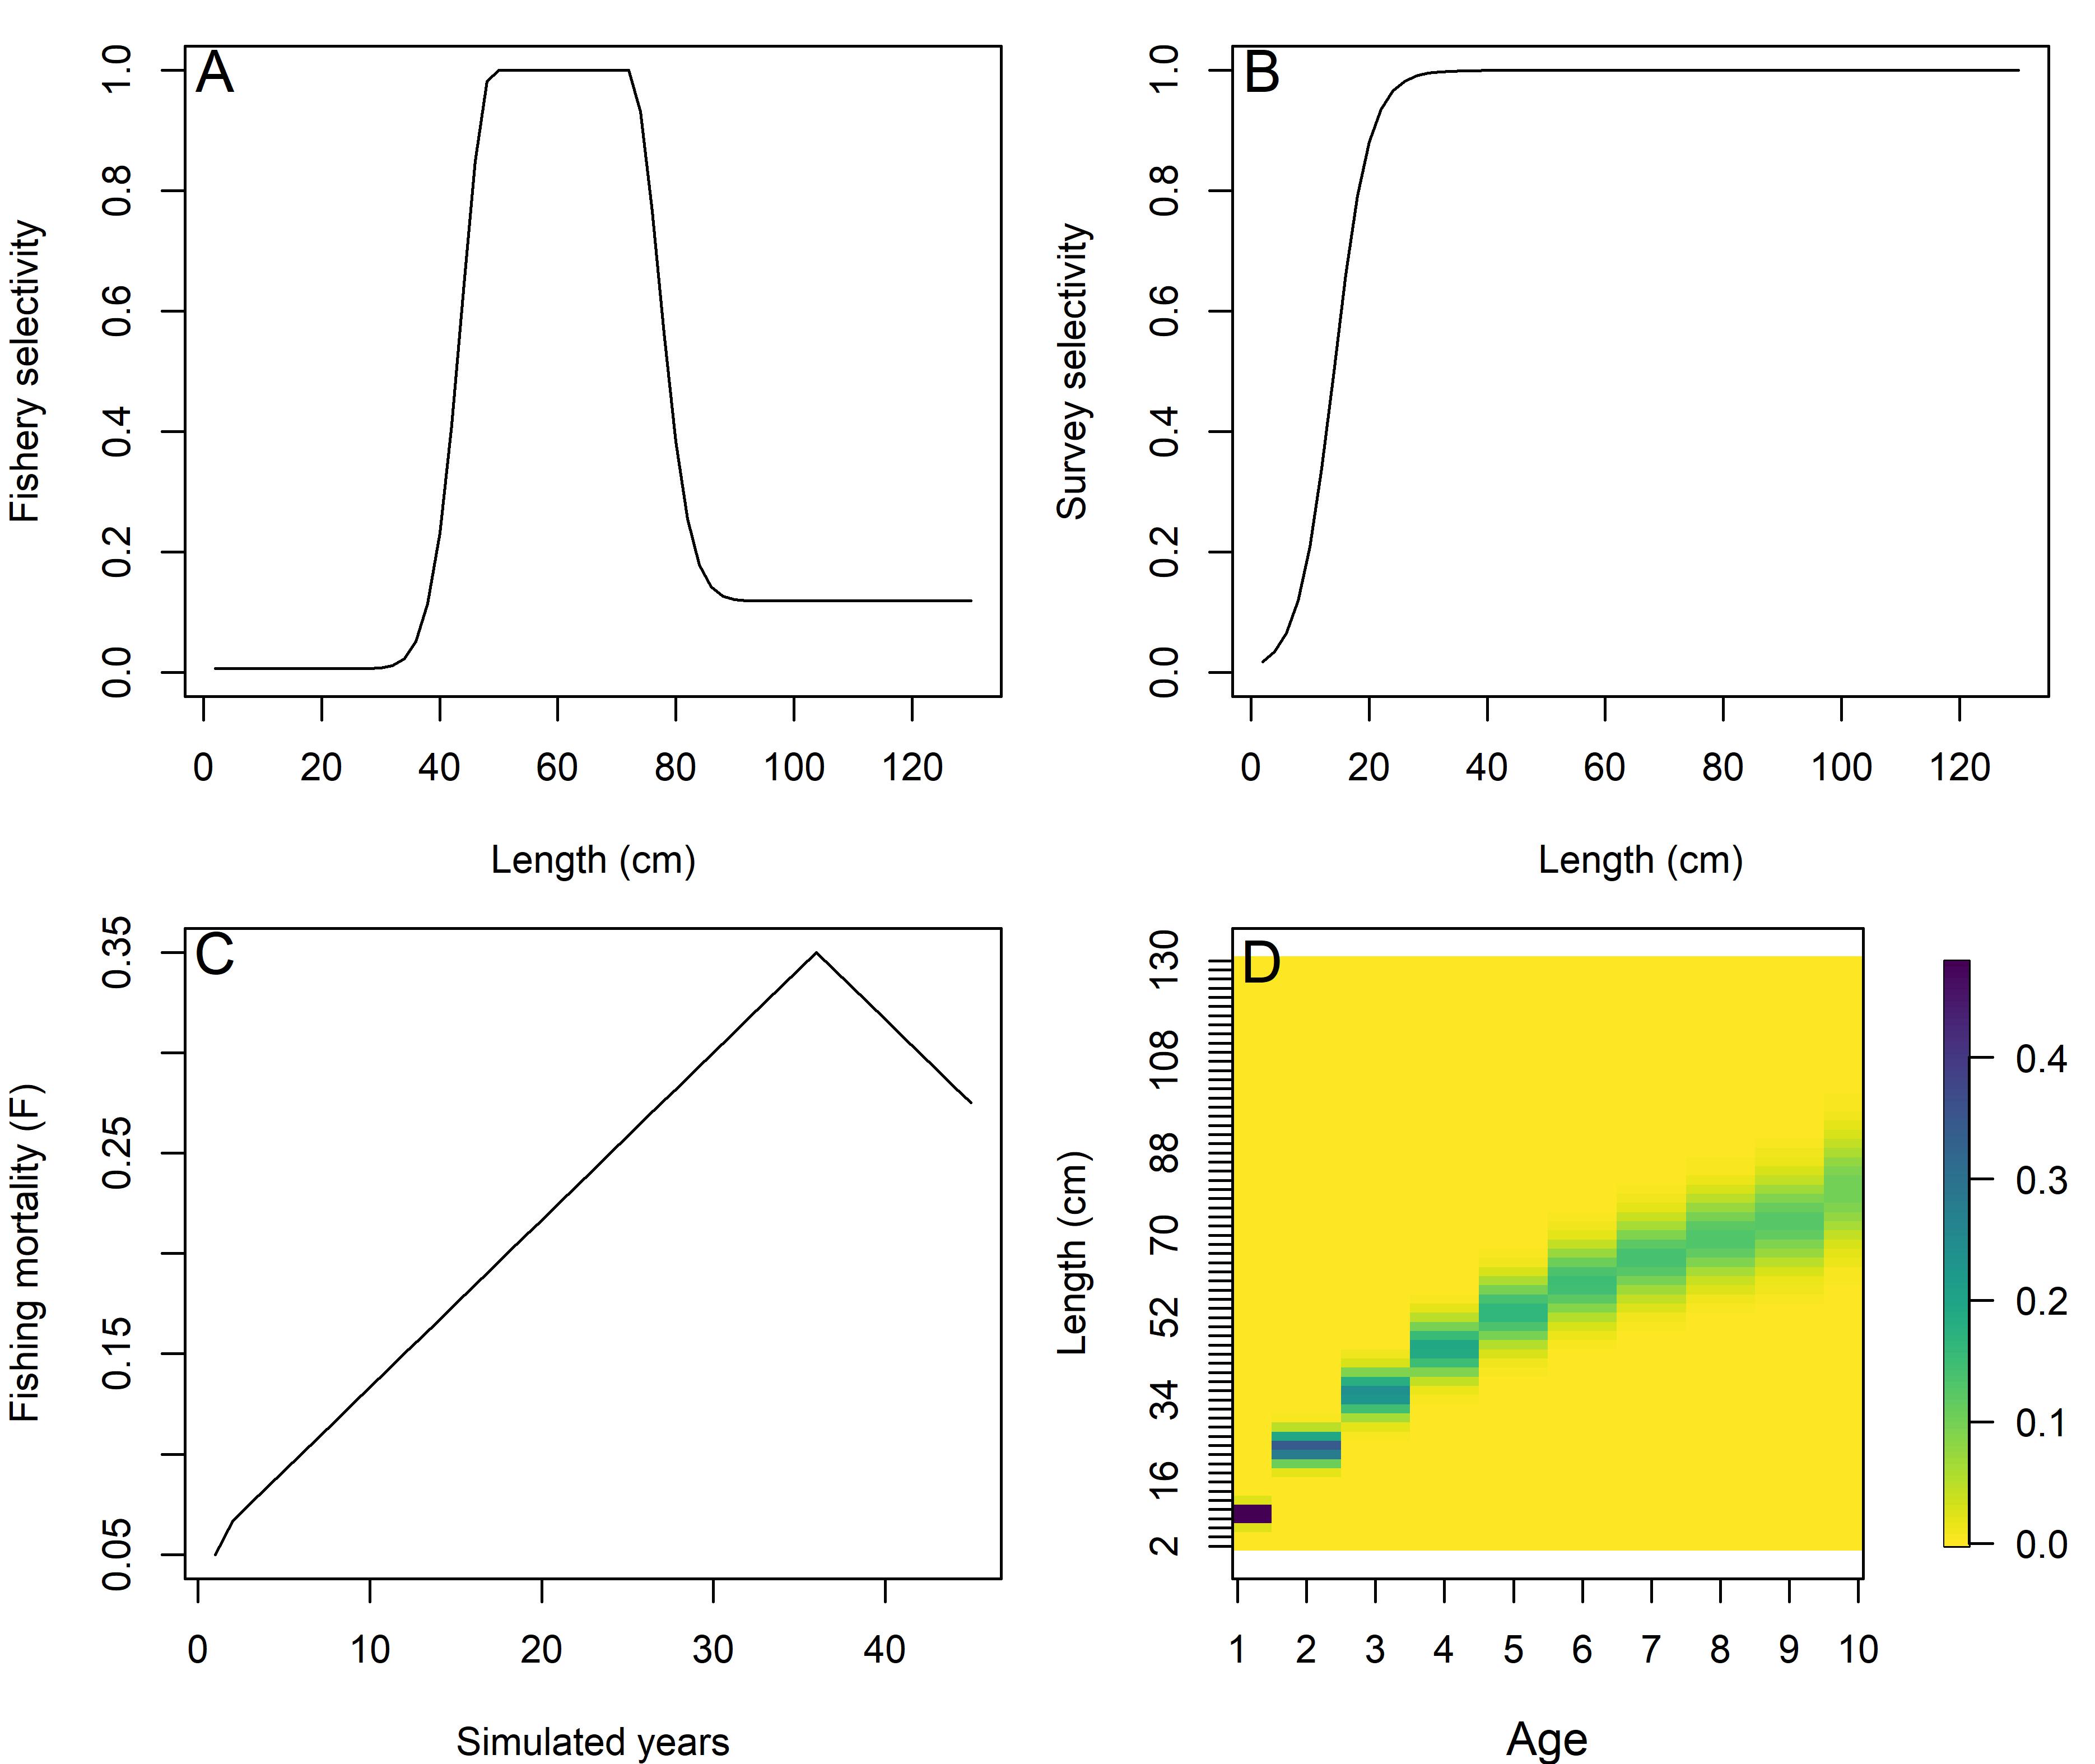 A
Fishery selectivity
0.0 0.2 0.4 0.6 0.8 1.0
0 20 40 60 80 100 120
Length (cm)
B
Survey selectivity
0.0 0.2 0.4 0.6 0.8 1.0
0 20 40 60 80 100 120
Length (cm)
C
Fishing mortality (F)
0.05 0.15 0.25 0.35
0 10 20 30 40
Simulated years
D
Length (cm)
2 16 34 52 70 88 108 130
1 2 3 4 5 6 7 8 9 10
Age
0.4
0.3
0.2
0.1
0.0